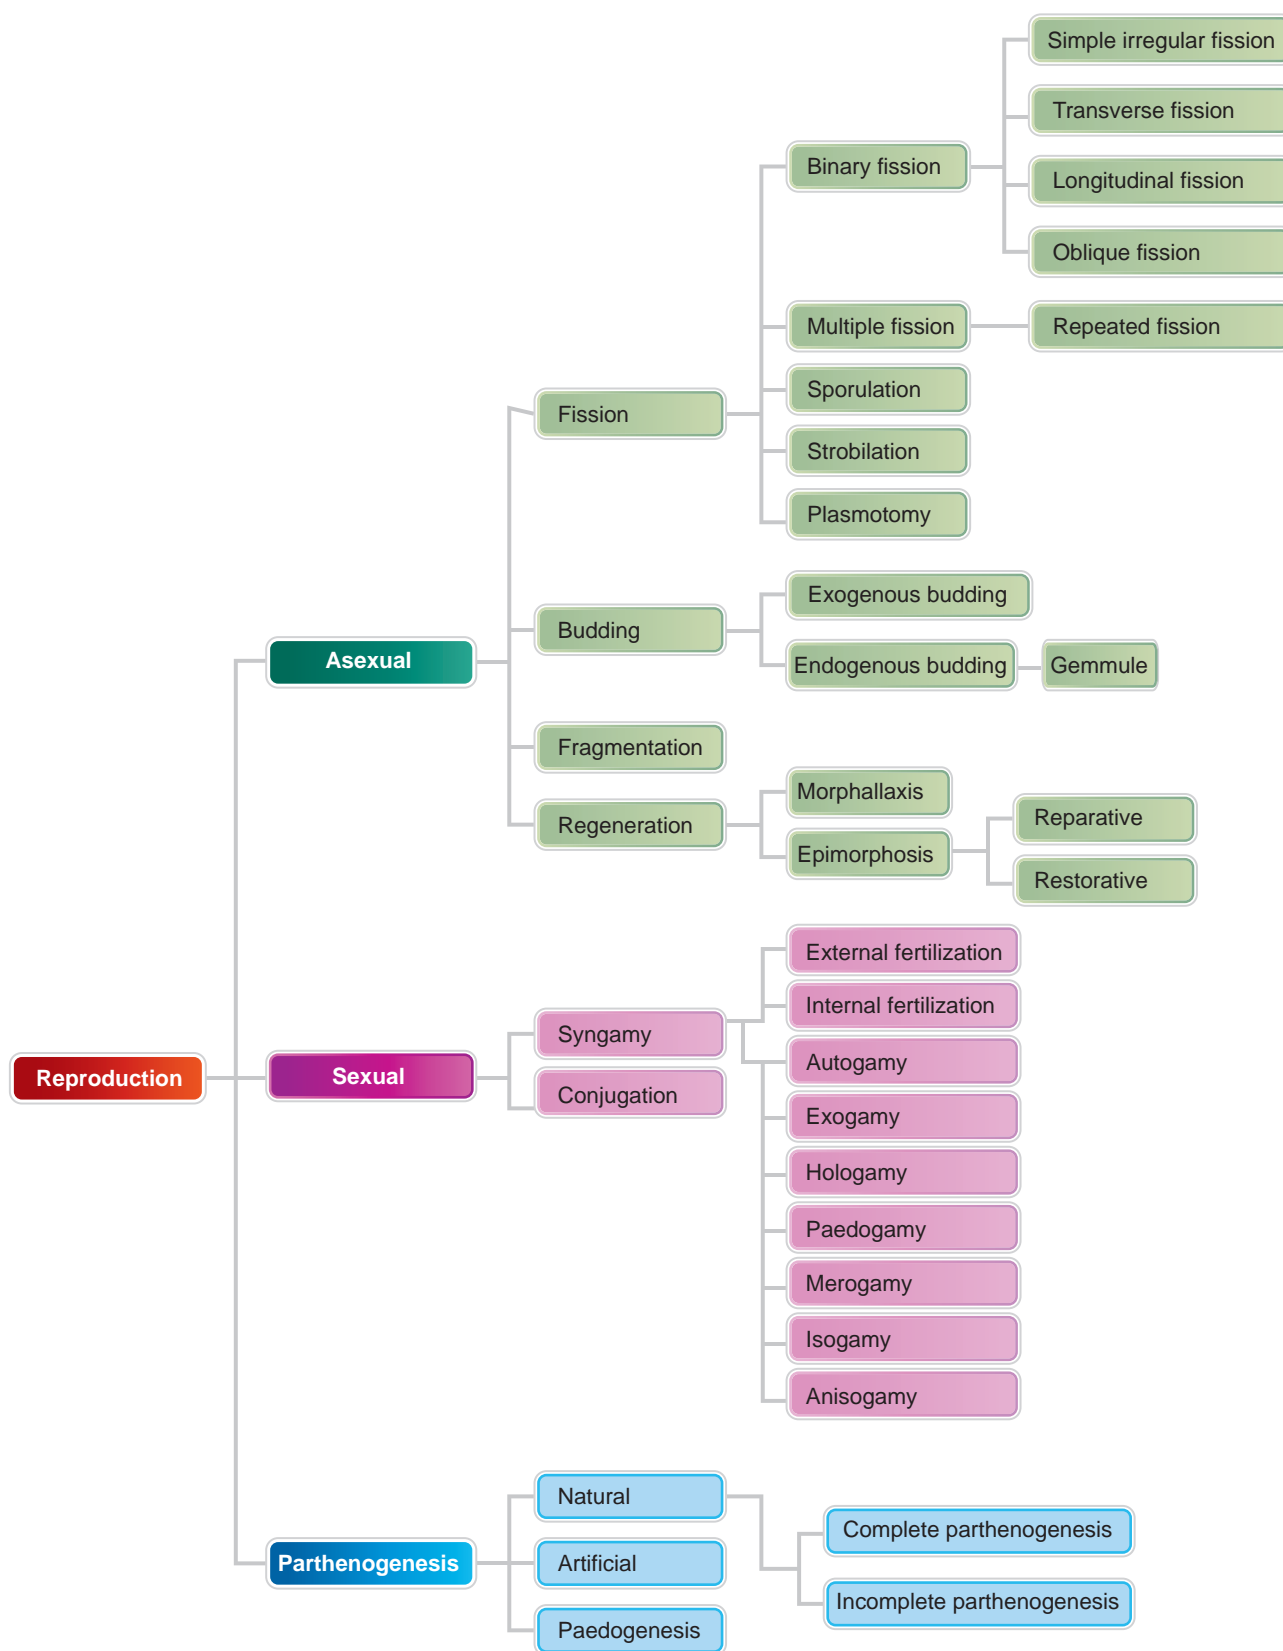 Simple irregular fission
Transverse fission
Binary fission
Longitudinal fission
Oblique fission
Multiple fission
Repeated fission
Sporulation
Fission
Strobilation
Plasmotomy
Exogenous budding
Budding
Asexual
Endogenous budding
Gemmule
Fragmentation
Morphallaxis
Reparative
Regeneration
Epimorphosis
Restorative
External fertilization
Internal fertilization
Syngamy
Autogamy
Reproduction
Sexual
Conjugation
Exogamy
Hologamy
Paedogamy
Merogamy
Isogamy
Anisogamy
Natural
Complete parthenogenesis
Parthenogenesis
Artificial
Incomplete parthenogenesis
Paedogenesis